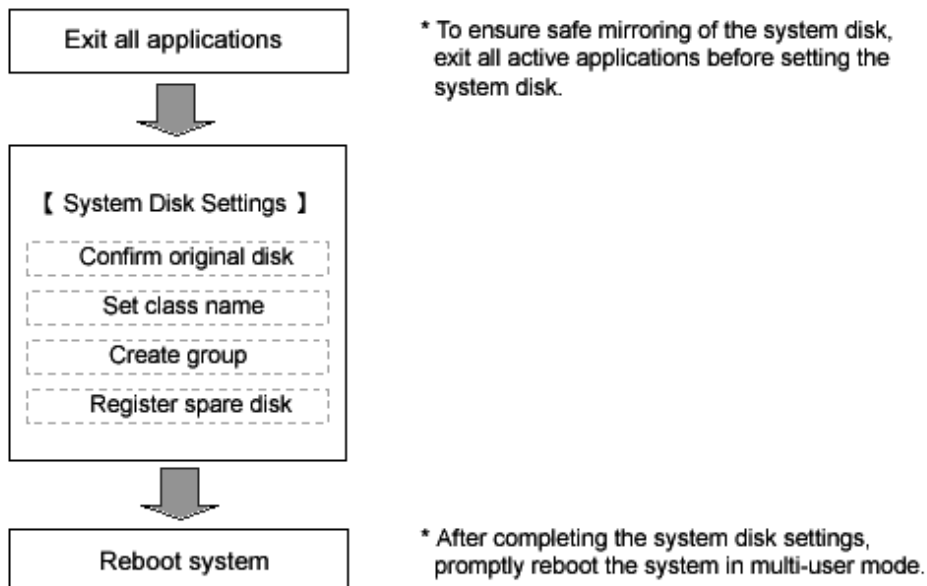 Exit all applications
* To ensure safe mirroring of the system disk,
exit all active applications before setting the
system disk.
【 System Disk Settings 】
Confirm original disk
Set class name
Create group
Register spare disk
Reboot system
* After completing the system disk settings,
promptly reboot the system in multi-user mode.